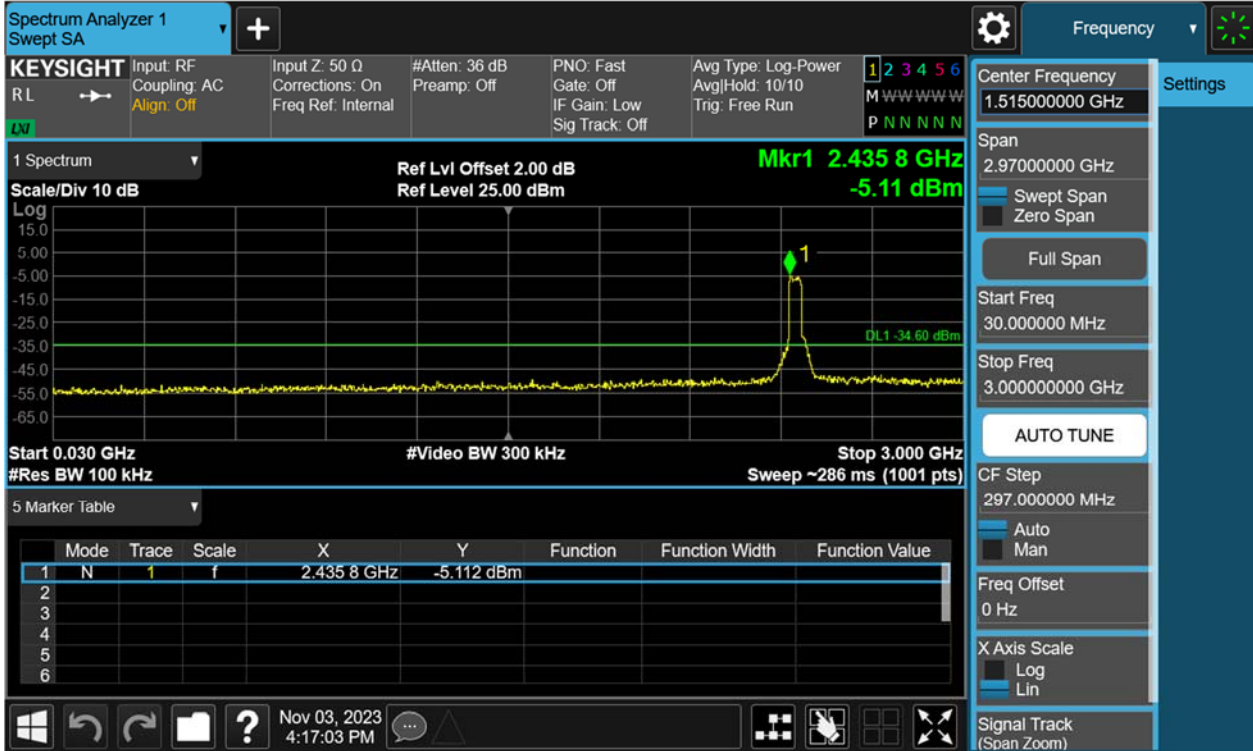 Spectrum Analyzer 1
Swept SA
Frequency
KEYSIGHT
R L
LXI
Input: RF
Coupling: AC
Align: Off
Input Z: 50 Ω
Corrections: On
Freq Ref: Internal
#Atten: 36 dB
Preamp: Off
PNO: Fast
Gate: Off
IF Gain: Low
Sig Track: Off
Avg Type: Log-Power
Avg|Hold: 10/10
Trig: Free Run
1 2 3 4 5 6
M W W W W W
P N N N N N
1 Spectrum
Scale/Div 10 dB
Ref Lvl Offset 2.00 dB
Ref Level 25.00 dBm
Mkr1 2.435 8 GHz
-5.11 dBm
Log
15.0
5.00
-5.00
-15.0
-25.0
-35.0
-45.0
-55.0
-65.0
1
DL1 -34.60 dBm
Start 0.030 GHz
#Res BW 100 kHz
#Video BW 300 kHz
Stop 3.000 GHz
Sweep ~286 ms (1001 pts)
5 Marker Table
Mode Trace Scale X Y Function Function Width Function Value
1 N 1 f 2.435 8 GHz -5.112 dBm
2
3
4
5
6
Nov 03, 2023
4:17:03 PM
Center Frequency
1.515000000 GHz
Span
2.97000000 GHz
Swept Span
Zero Span
Full Span
Start Freq
30.000000 MHz
Stop Freq
3.000000000 GHz
AUTO TUNE
CF Step
297.000000 MHz
Auto
Man
Freq Offset
0 Hz
X Axis Scale
Log
Lin
Signal Track
(Span Zoom)
Settings